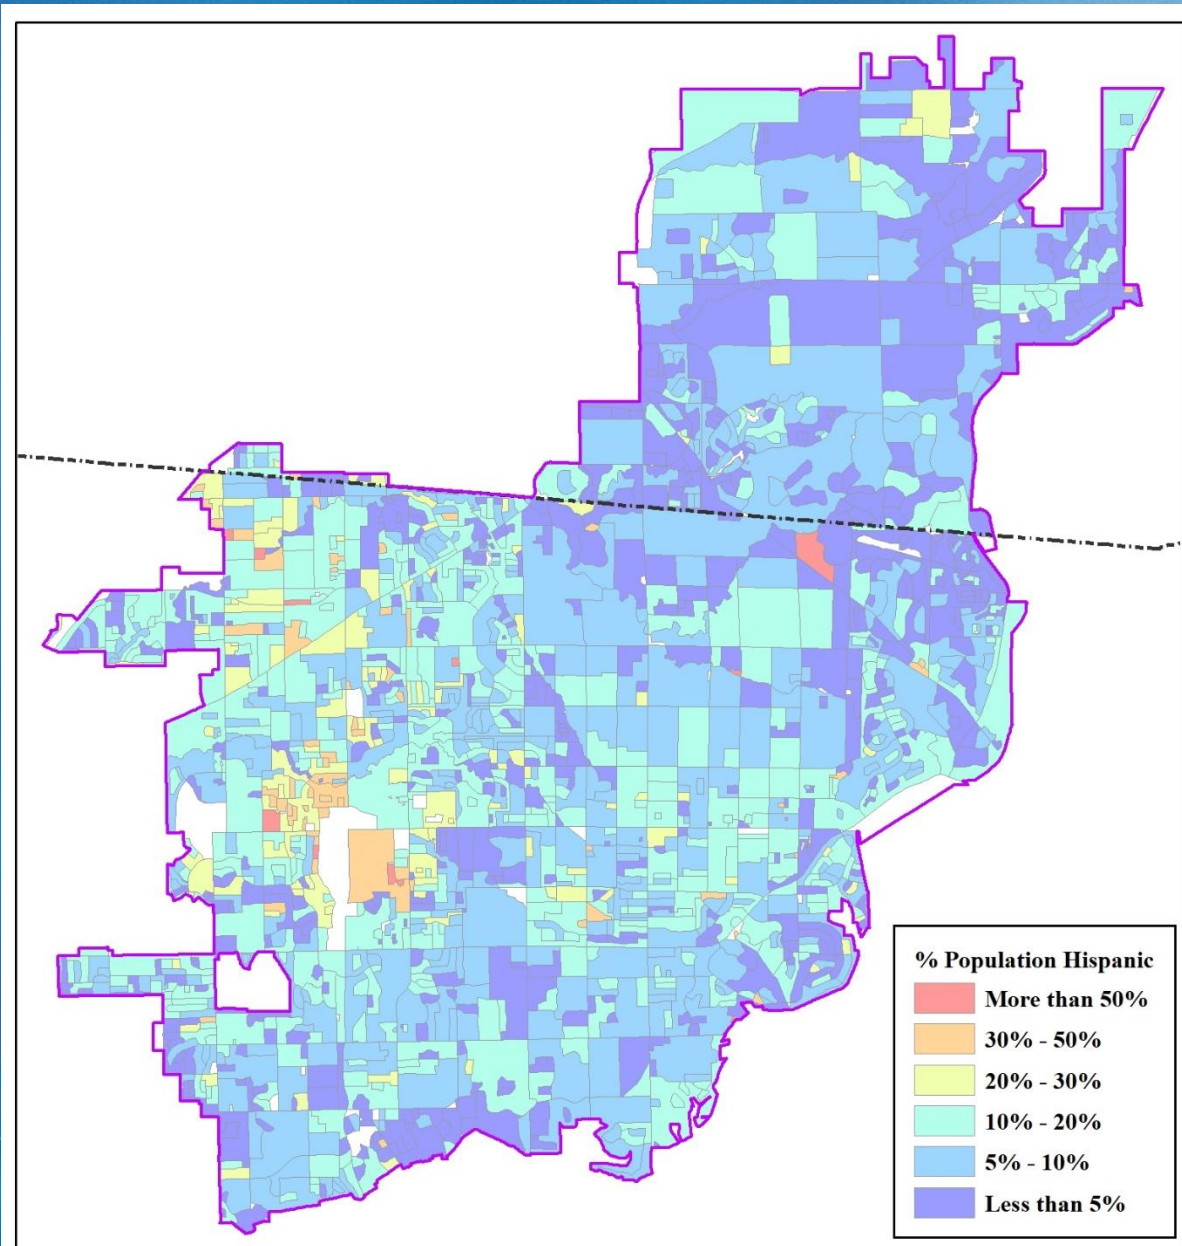 % Population Hispanic
More than 50%
30% - 50%
20% - 30%
10% - 20%
5% - 10%
Less than 5%